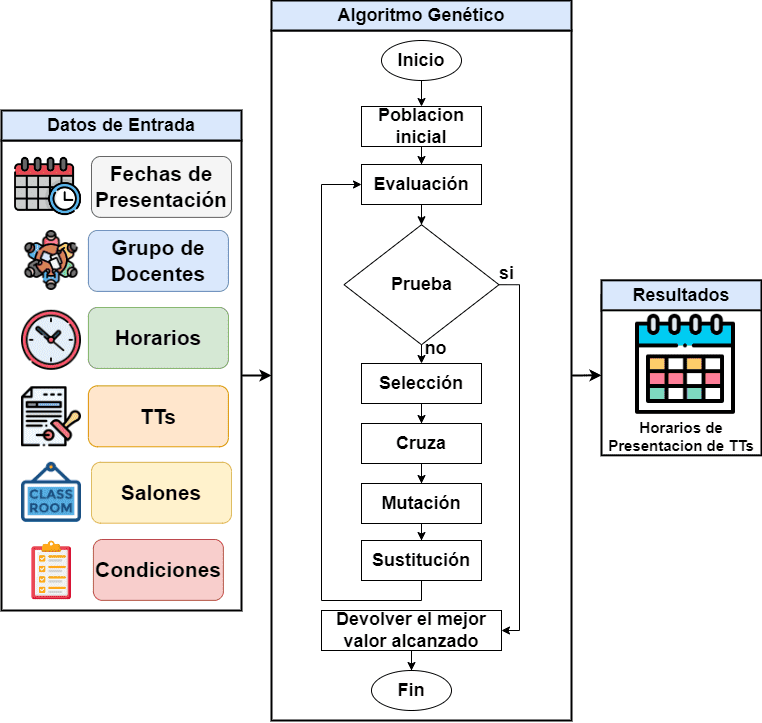 Datos de Entrada
Fechas de
Presentación
Grupo de
Docentes
Horarios
TTs
CLASS
ROOM
Salones
Condiciones
Algoritmo Genético
Inicio
Poblacion
inicial
Evaluación
Prueba
si
no
Selección
Cruza
Mutación
Sustitución
Devolver el mejor
valor alcanzado
Fin
Resultados
Horarios de
Presentacion de TTs